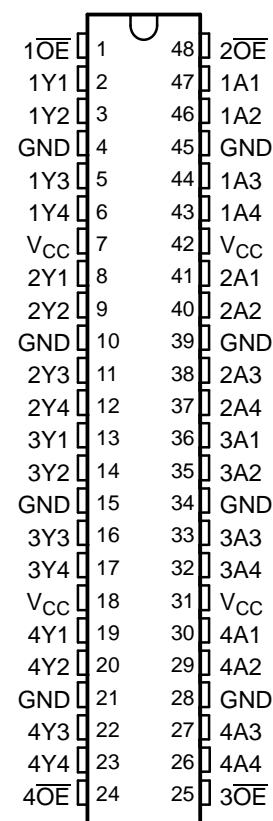 1O̅E̅ 1 48 2O̅E̅
1Y1 2 47 1A1
1Y2 3 46 1A2
GND 4 45 GND
1Y3 5 44 1A3
1Y4 6 43 1A4
VCC 7 42 VCC
2Y1 8 41 2A1
2Y2 9 40 2A2
GND 10 39 GND
2Y3 11 38 2A3
2Y4 12 37 2A4
3Y1 13 36 3A1
3Y2 14 35 3A2
GND 15 34 GND
3Y3 16 33 3A3
3Y4 17 32 3A4
VCC 18 31 VCC
4Y1 19 30 4A1
4Y2 20 29 4A2
GND 21 28 GND
4Y3 22 27 4A3
4Y4 23 26 4A4
4O̅E̅ 24 25 3O̅E̅